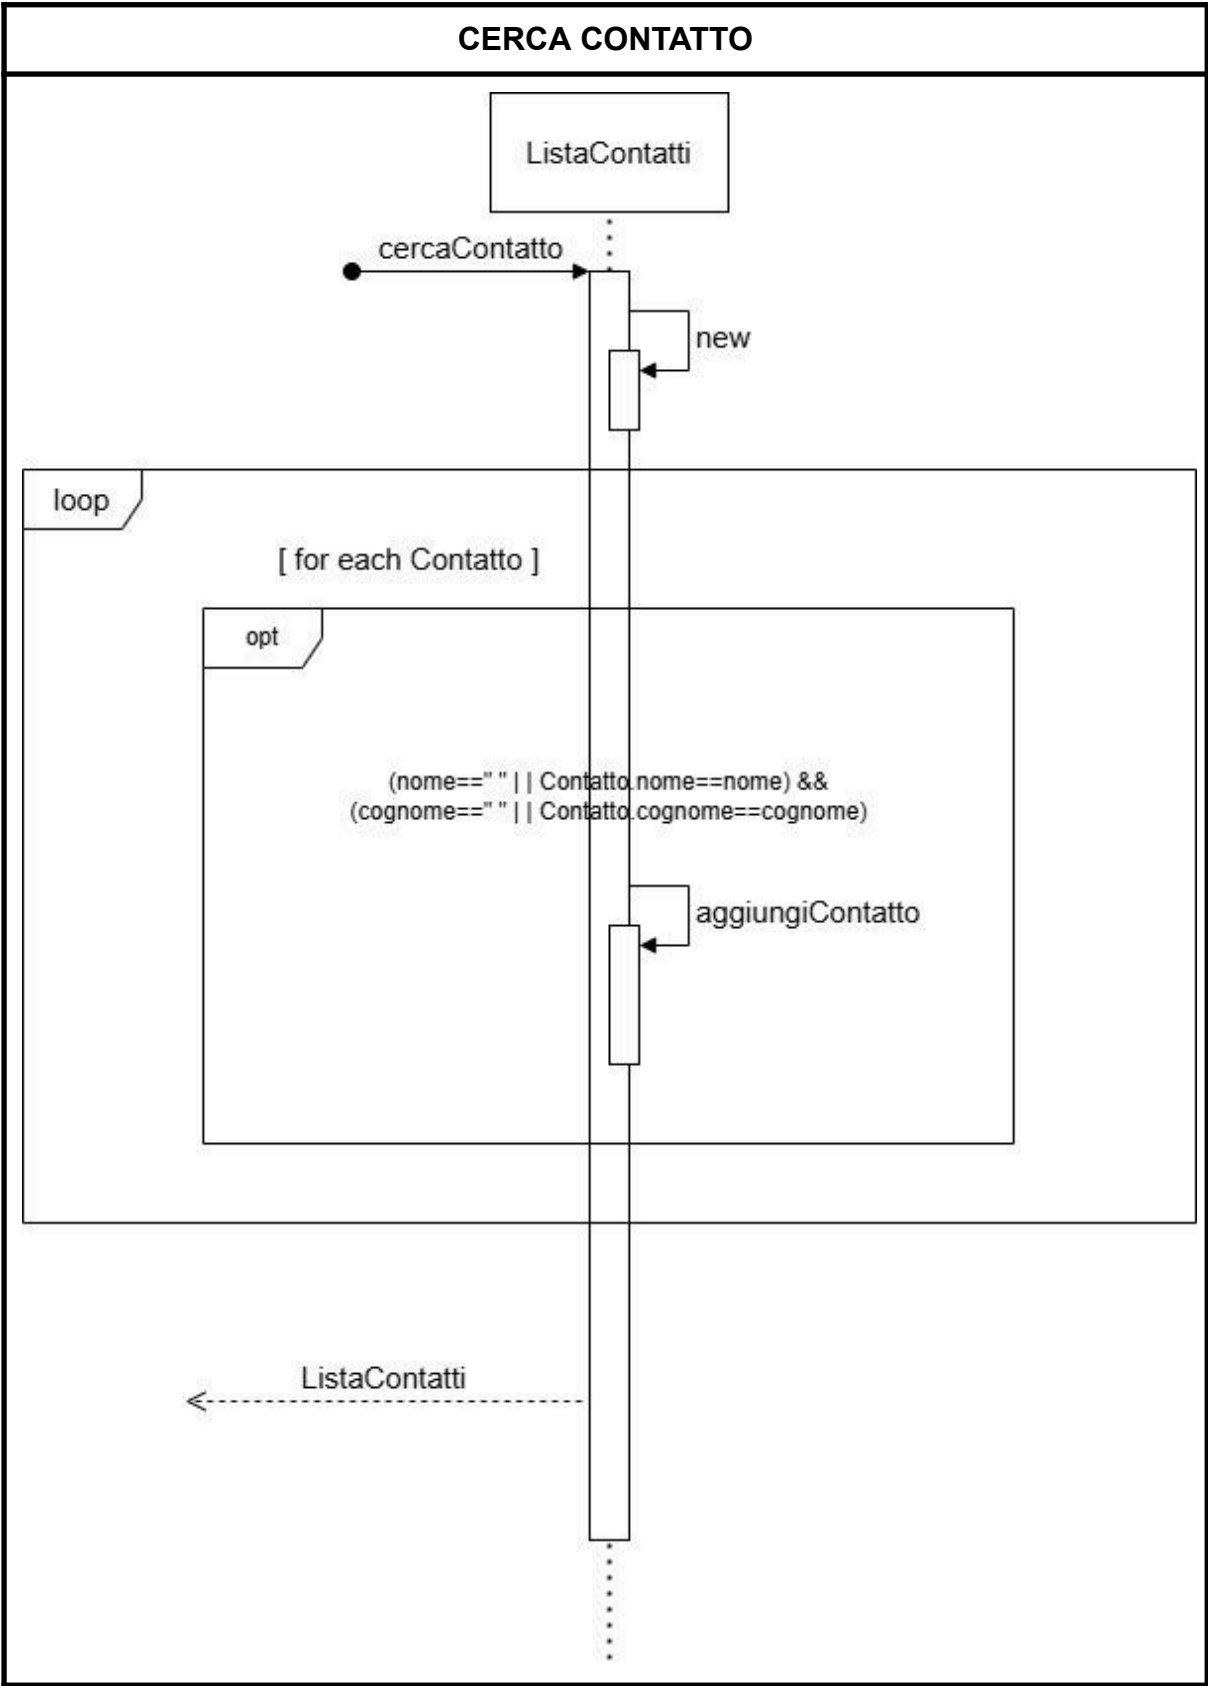 CERCA CONTATTO
ListaContatti
cercaContatto
new
loop
[ for each Contatto ]
opt
(nome==" " | | Contatto.nome==nome) &&
(cognome==" " | | Contatto.cognome==cognome)
aggiungiContatto
ListaContatti